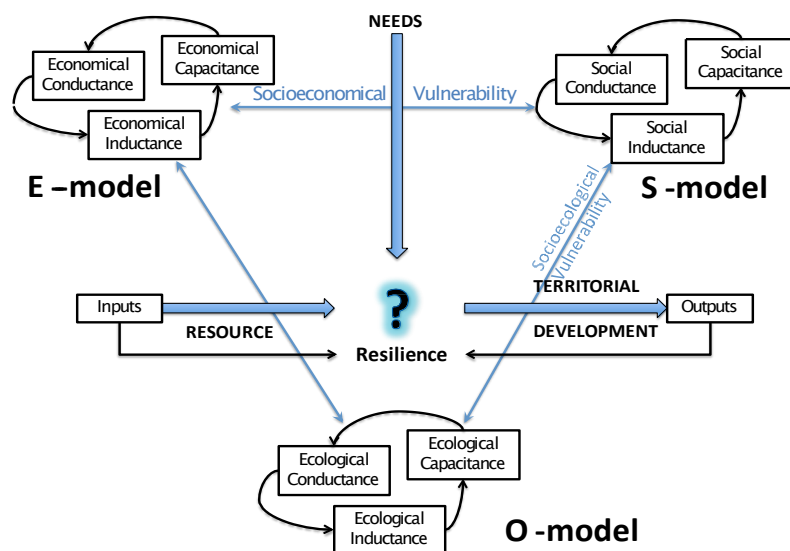 NEEDS
Economical
Conductance
Economical
Capacitance
Economical
Inductance
E –model
Socioeconomical Vulnerability
Social
Conductance
Social
Capacitance
Social
Inductance
S -model
Socioecological
Vulnerability
Inputs
RESOURCE
?
Resilience
TERRITORIAL
DEVELOPMENT
Outputs
Ecological
Conductance
Ecological
Capacitance
Ecological
Inductance
O -model